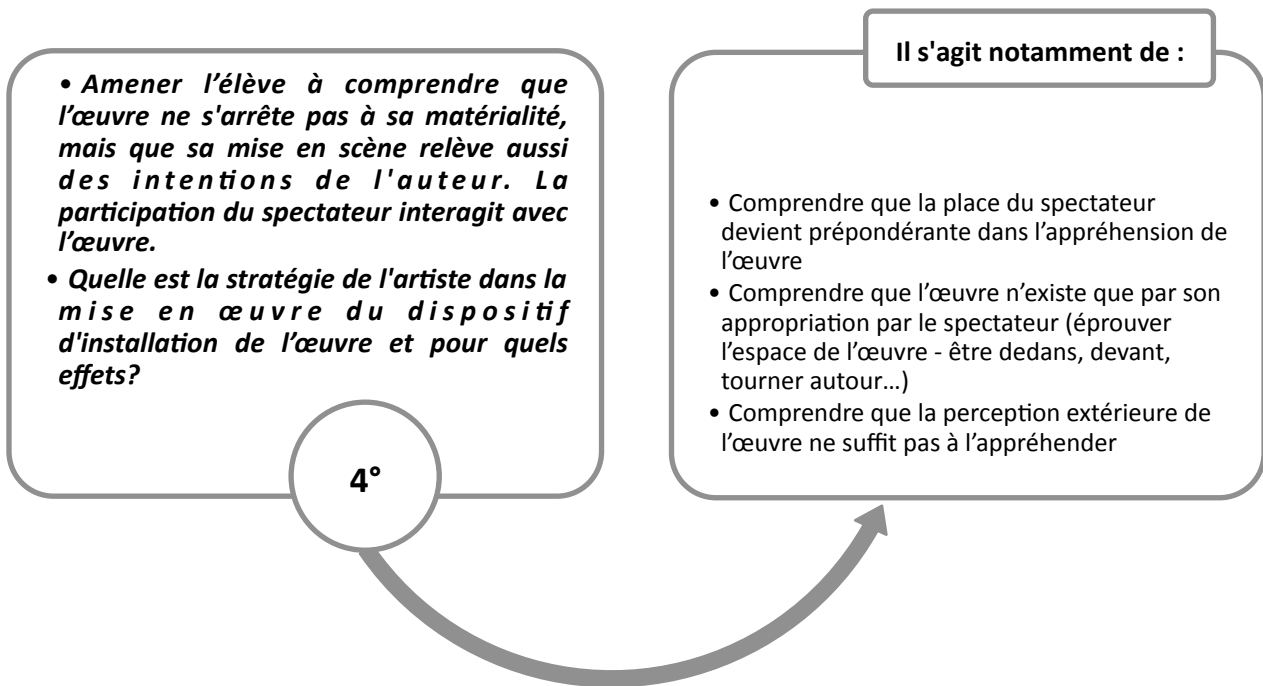 • Amener l’élève à comprendre que
l’œuvre ne s'arrête pas à sa matérialité,
mais que sa mise en scène relève aussi
des intentions de l'auteur. La
participation du spectateur interagit avec
l’œuvre.
• Quelle est la stratégie de l'artiste dans la
mise en œuvre du dispositif
d'installation de l’œuvre et pour quels
effets?
4°
Il s'agit notamment de :
• Comprendre que la place du spectateur
devient prépondérante dans l’appréhension de
l’œuvre
• Comprendre que l’œuvre n’existe que par son
appropriation par le spectateur (éprouver
l’espace de l’œuvre - être dedans, devant,
tourner autour…)
• Comprendre que la perception extérieure de
l’œuvre ne suffit pas à l’appréhender